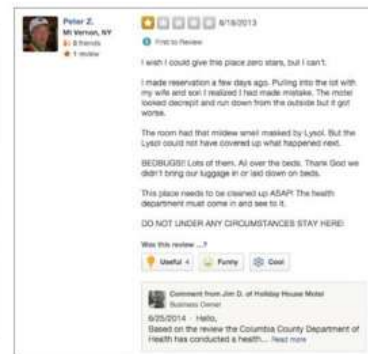 Peter Z.
Mt Vernon, NY
0 friends
1 review
6/18/2013
First to Review
I wish I could give this place zero stars, but I can't.
I made reservation a few days ago. Pulling into the lot with
my wife and son I realized I had made mistake. The motel
looked decrepit and run down from the outside but it got
worse.
The room had that mildew smell masked by Lysol. But the
Lysol could not have covered up what happened next.
BEDBUGS!! Lots of them. All over the beds. Thank God we
didn't bring our luggage in or laid down on beds.
This place needs to be cleaned up ASAP! The health
department must come in and see to it.
DO NOT UNDER ANY CIRCUMSTANCES STAY HERE!
Was this review ...?
Useful 4
Funny
Cool
Comment from Jim D. of Holiday House Motel
Business Owner
6/25/2014 · Hello,
Based on the review the Columbia County Department of
Health has conducted a health... Read more